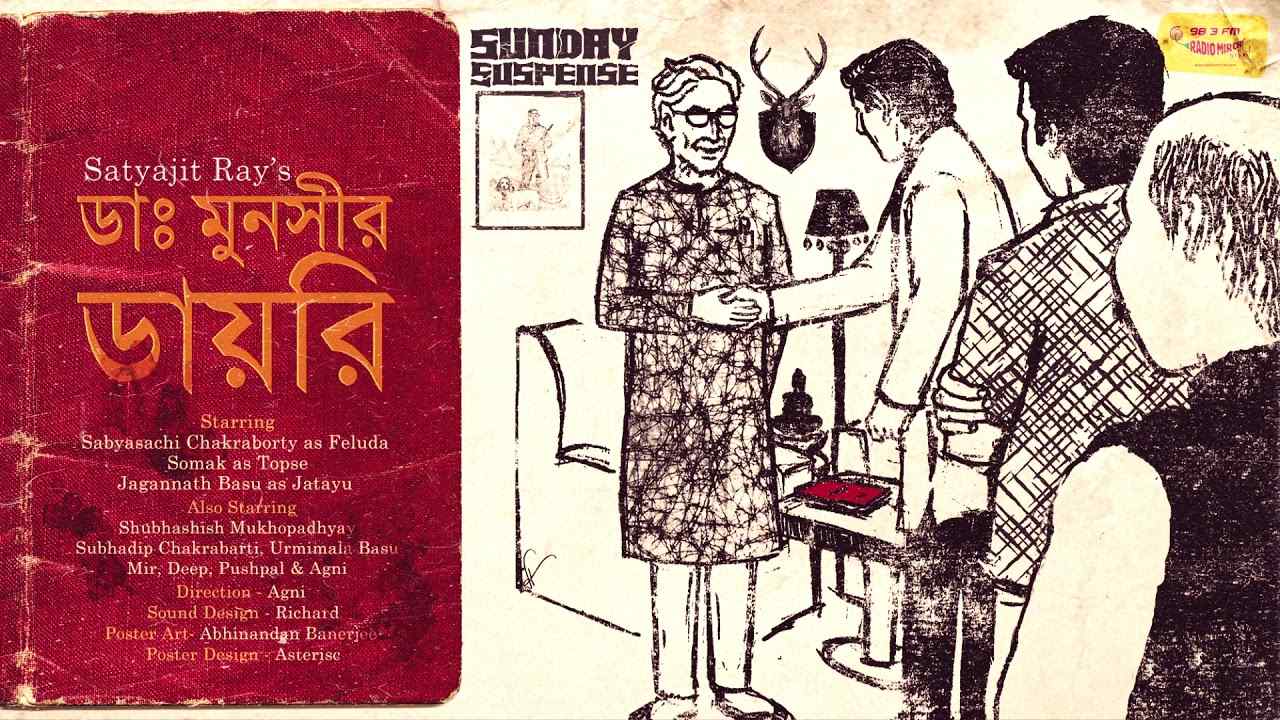 Satyajit Ray's
ডাঃ মুনসীর
ডায়রি
Starring
Sabyasachi Chakraborty as Feluda
Somak as Topse
Jagannath Basu as Jatayu
Also Starring
Shubhashish Mukhopadhyay
Subhadip Chakrabarti, Urmimala Basu
Mir, Deep, Pushpal & Agni
Direction - Agni
Sound Design - Richard
Poster Art- Abhinandan Banerjee
Poster Design - Asterisc
SUNDAY
SUSPENSE
98.3 FM
RADIO MIRCHI